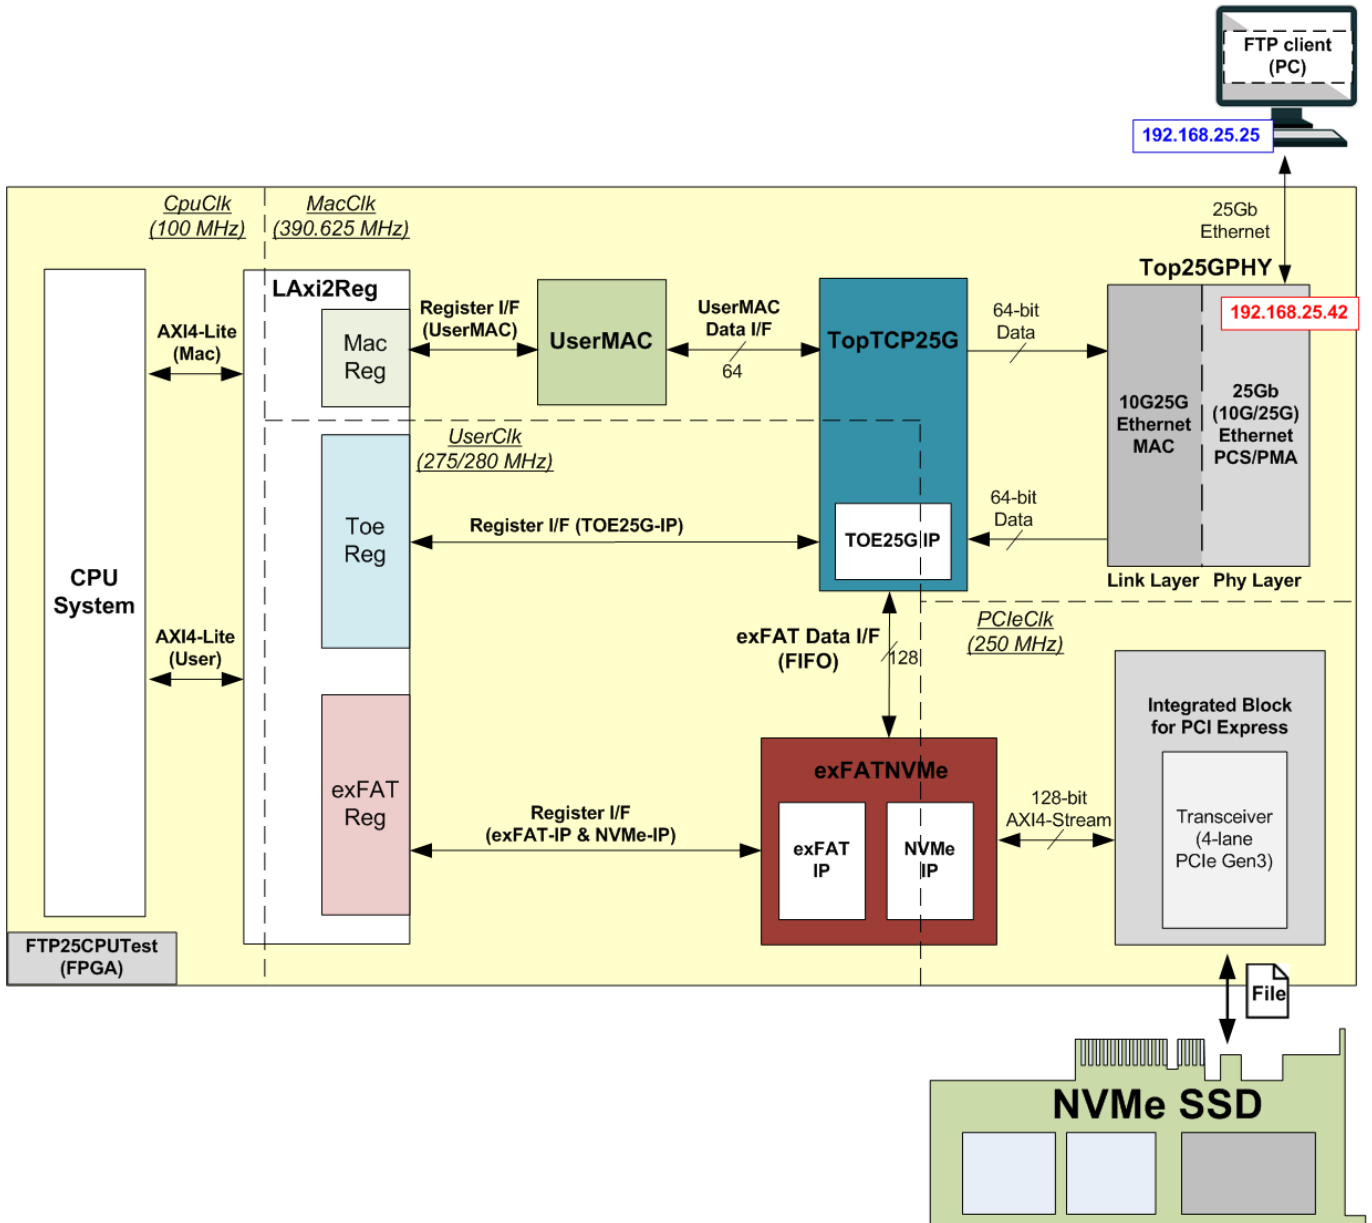 FTP client
(PC)
192.168.25.25
CpuClk
(100 MHz)
MacClk
(390.625 MHz)
25Gb
Ethernet
Top25GPHY
192.168.25.42
LAxi2Reg
AXI4-Lite
(Mac)
Mac
Reg
Register I/F
(UserMAC)
UserMAC
UserMAC
Data I/F
64
TopTCP25G
64-bit
Data
10G25G
Ethernet
MAC
25Gb
(10G/25G)
Ethernet
PCS/PMA
UserClk
(275/280 MHz)
Toe
Reg
Register I/F (TOE25G-IP)
TOE25G IP
64-bit
Data
Link Layer
Phy Layer
CPU
System
AXI4-Lite
(User)
exFAT Data I/F
(FIFO)
128
PCIeClk
(250 MHz)
exFAT
Reg
Register I/F
(exFAT-IP & NVMe-IP)
exFATNVMe
exFAT
IP
NVMe
IP
128-bit
AXI4-Stream
Integrated Block
for PCI Express
Transceiver
(4-lane
PCIe Gen3)
FTP25CPUTest
(FPGA)
File
NVMe SSD